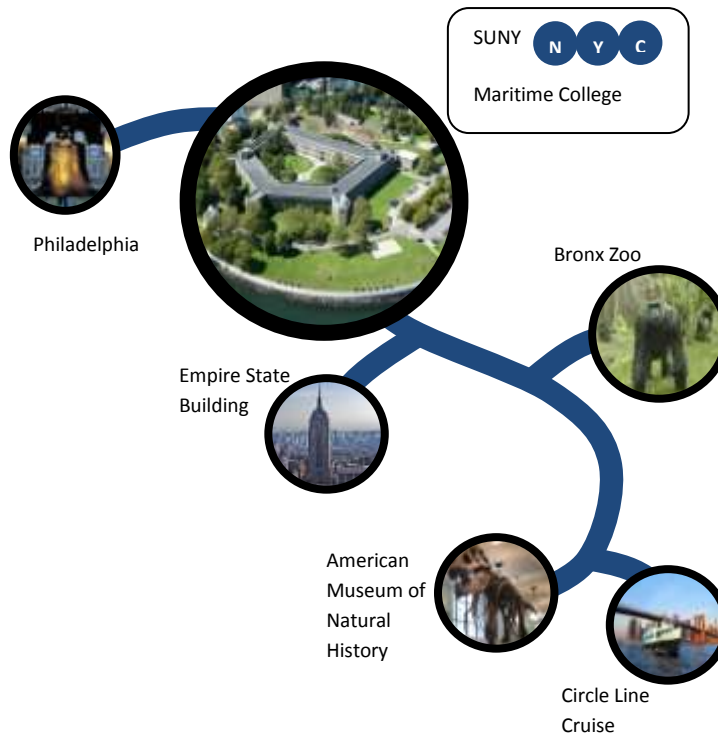 SUNY N Y C
Maritime College
Philadelphia
Bronx Zoo
Empire State
Building
American
Museum of
Natural
History
Circle Line
Cruise